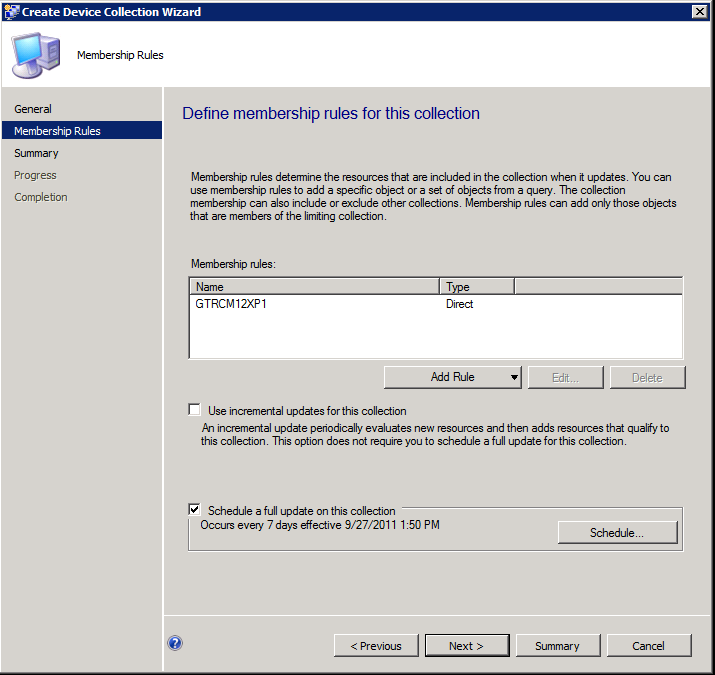 Create Device Collection Wizard
Membership Rules
General
Membership Rules
Summary
Progress
Completion
Define membership rules for this collection
Membership rules determine the resources that are included in the collection when it updates. You can
use membership rules to add a specific object or a set of objects from a query. The collection
membership can also include or exclude other collections. Membership rules can add only those objects
that are members of the limiting collection.
Membership rules:
Name Type
GTRCM12XP1 Direct
Add Rule Edit... Delete
Use incremental updates for this collection
An incremental update periodically evaluates new resources and then adds resources that qualify to
this collection. This option does not require you to schedule a full update for this collection.
Schedule a full update on this collection
Occurs every 7 days effective 9/27/2011 1:50 PM
Schedule...
? < Previous Next > Summary Cancel